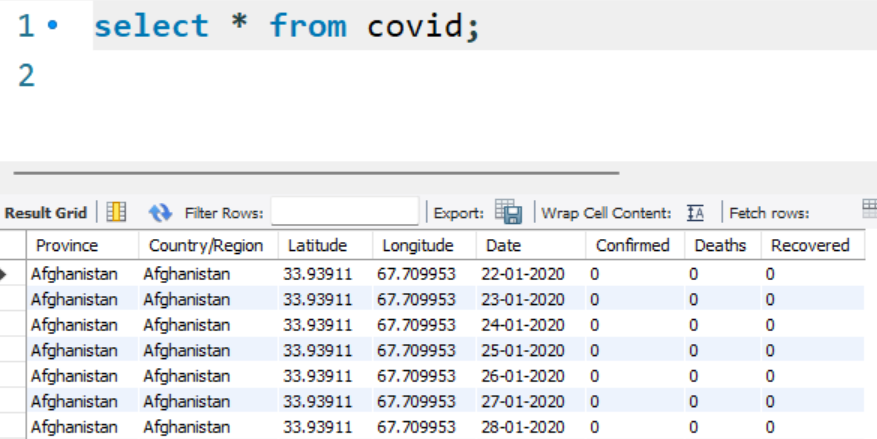 1 select * from covid;
2
Result Grid Filter Rows: Export: Wrap Cell Content: Fetch rows:
Province Country/Region Latitude Longitude Date Confirmed Deaths Recovered
Afghanistan Afghanistan 33.93911 67.709953 22-01-2020 0 0 0
Afghanistan Afghanistan 33.93911 67.709953 23-01-2020 0 0 0
Afghanistan Afghanistan 33.93911 67.709953 24-01-2020 0 0 0
Afghanistan Afghanistan 33.93911 67.709953 25-01-2020 0 0 0
Afghanistan Afghanistan 33.93911 67.709953 26-01-2020 0 0 0
Afghanistan Afghanistan 33.93911 67.709953 27-01-2020 0 0 0
Afghanistan Afghanistan 33.93911 67.709953 28-01-2020 0 0 0